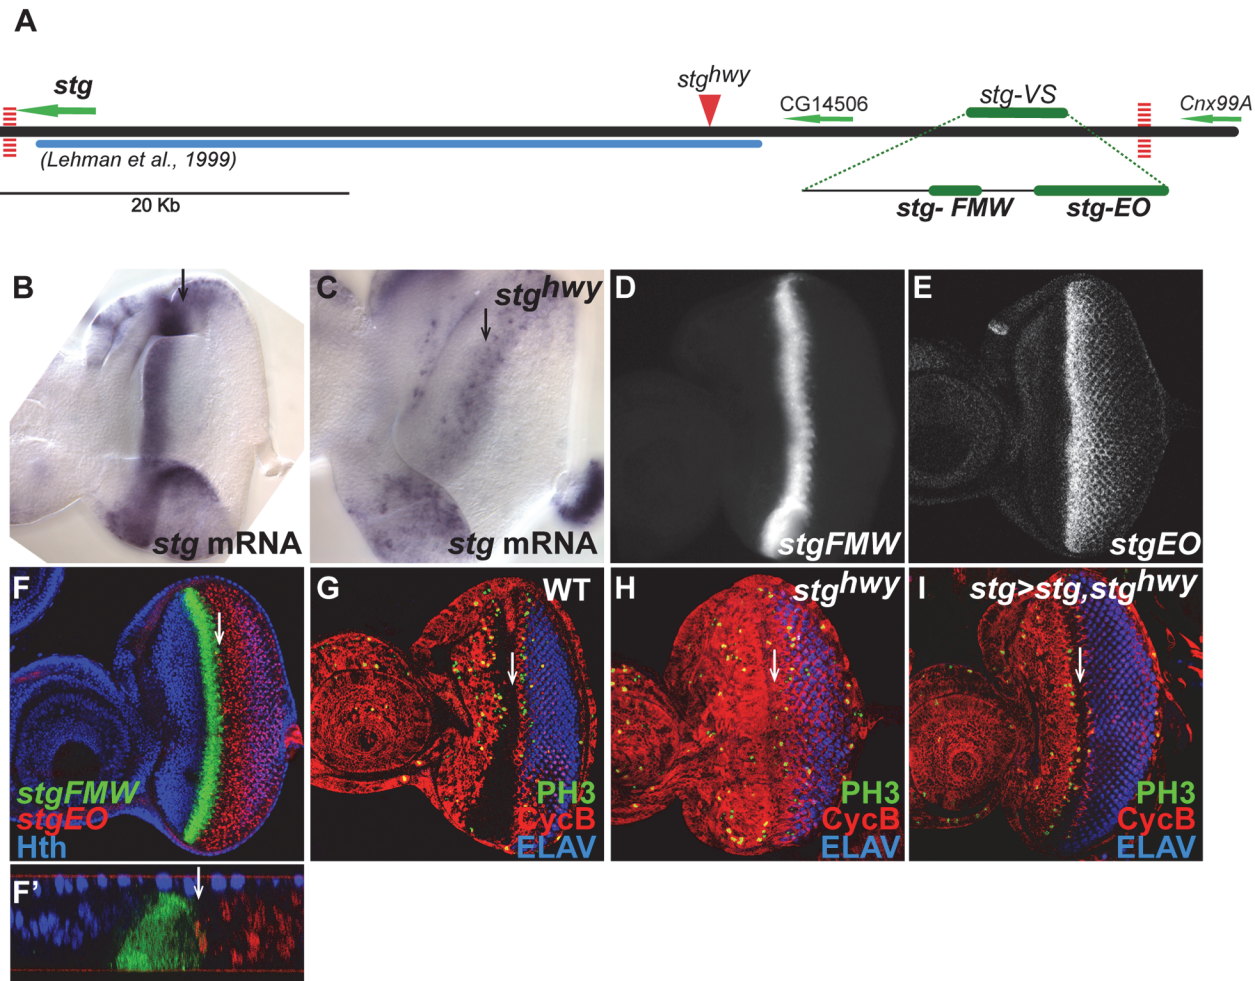 A
stg
stghwy
CG14506
stg-VS
Cnx99A
(Lehman et al., 1999)
20 Kb
stg- FMW
stg-EO
B
stg mRNA
C
stghwy
stg mRNA
D
stgFMW
E
stgEO
F
stgFMW
stgEO
Hth
G
WT
PH3
CycB
ELAV
H
stghwy
PH3
CycB
ELAV
I
stg>stg,stghwy
PH3
CycB
ELAV
F'